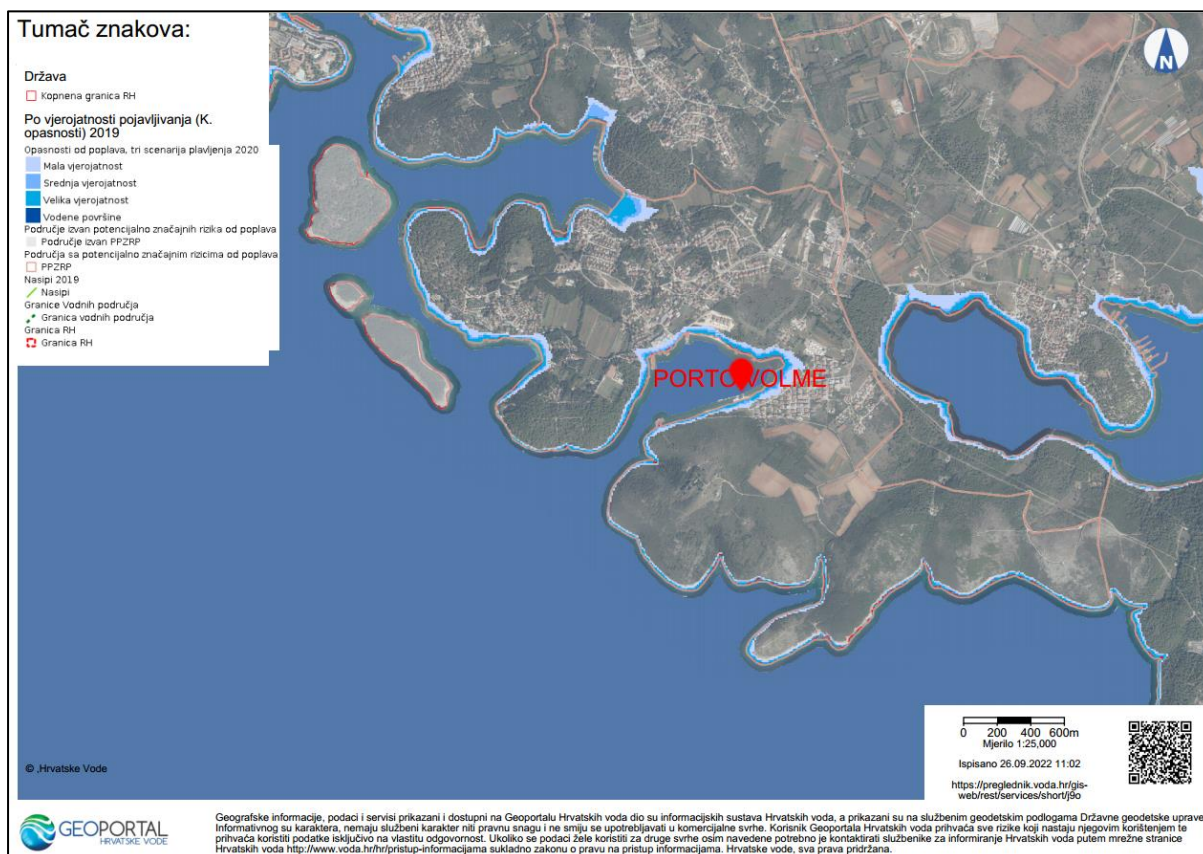 Tumač znakova:
Država
Kopnena granica RH
Po vjerojatnosti pojavljivanja (K.
opasnosti) 2019
Opasnosti od poplava, tri scenarija plavljenja 2020
Mala vjerojatnost
Srednja vjerojatnost
Velika vjerojatnost
Vodene površine
Područje izvan potencijalno značajnih rizika od poplava
Područje izvan PPZRP
Područja sa potencijalno značajnim rizicima od poplava
PPZRP
Nasipi 2019
Nasipi
Granice Vodnih područja
Granica vodnih područja
Granica RH
Granica RH
N
PORTO VOLME
0 200 400 600m
Mjerilo 1:25,000
Ispisano 26.09.2022 11:02
https://preglednik.voda.hr/gis-
web/rest/services/short/j9o
© ,Hrvatske Vode
GEOPORTAL
HRVATSKE VODE
Geografske informacije, podaci i servisi prikazani i dostupni na Geoportalu Hrvatskih voda dio su informacijskih sustava Hrvatskih voda, a prikazani su na službenim geodetskim podlogama Državne geodetske uprave
Informativnog su karaktera, nemaju službeni karakter niti pravnu snagu i ne smiju se upotrebljavati u komercijalne svrhe. Korisnik Geoportala Hrvatskih voda prihvaća sve rizike koji nastaju njegovim korištenjem te
prihvaća koristiti podatke isključivo na vlastitu odgovornost. Ukoliko se podaci žele koristiti za druge svrhe osim navedene potrebno je kontaktirati službenike za informiranje Hrvatskih voda putem mrežne stranice
Hrvatskih voda http://www.voda.hr/hr/pristup-informacijama sukladno zakonu o pravu na pristup informacijama. Hrvatske vode, sva prava pridržana.